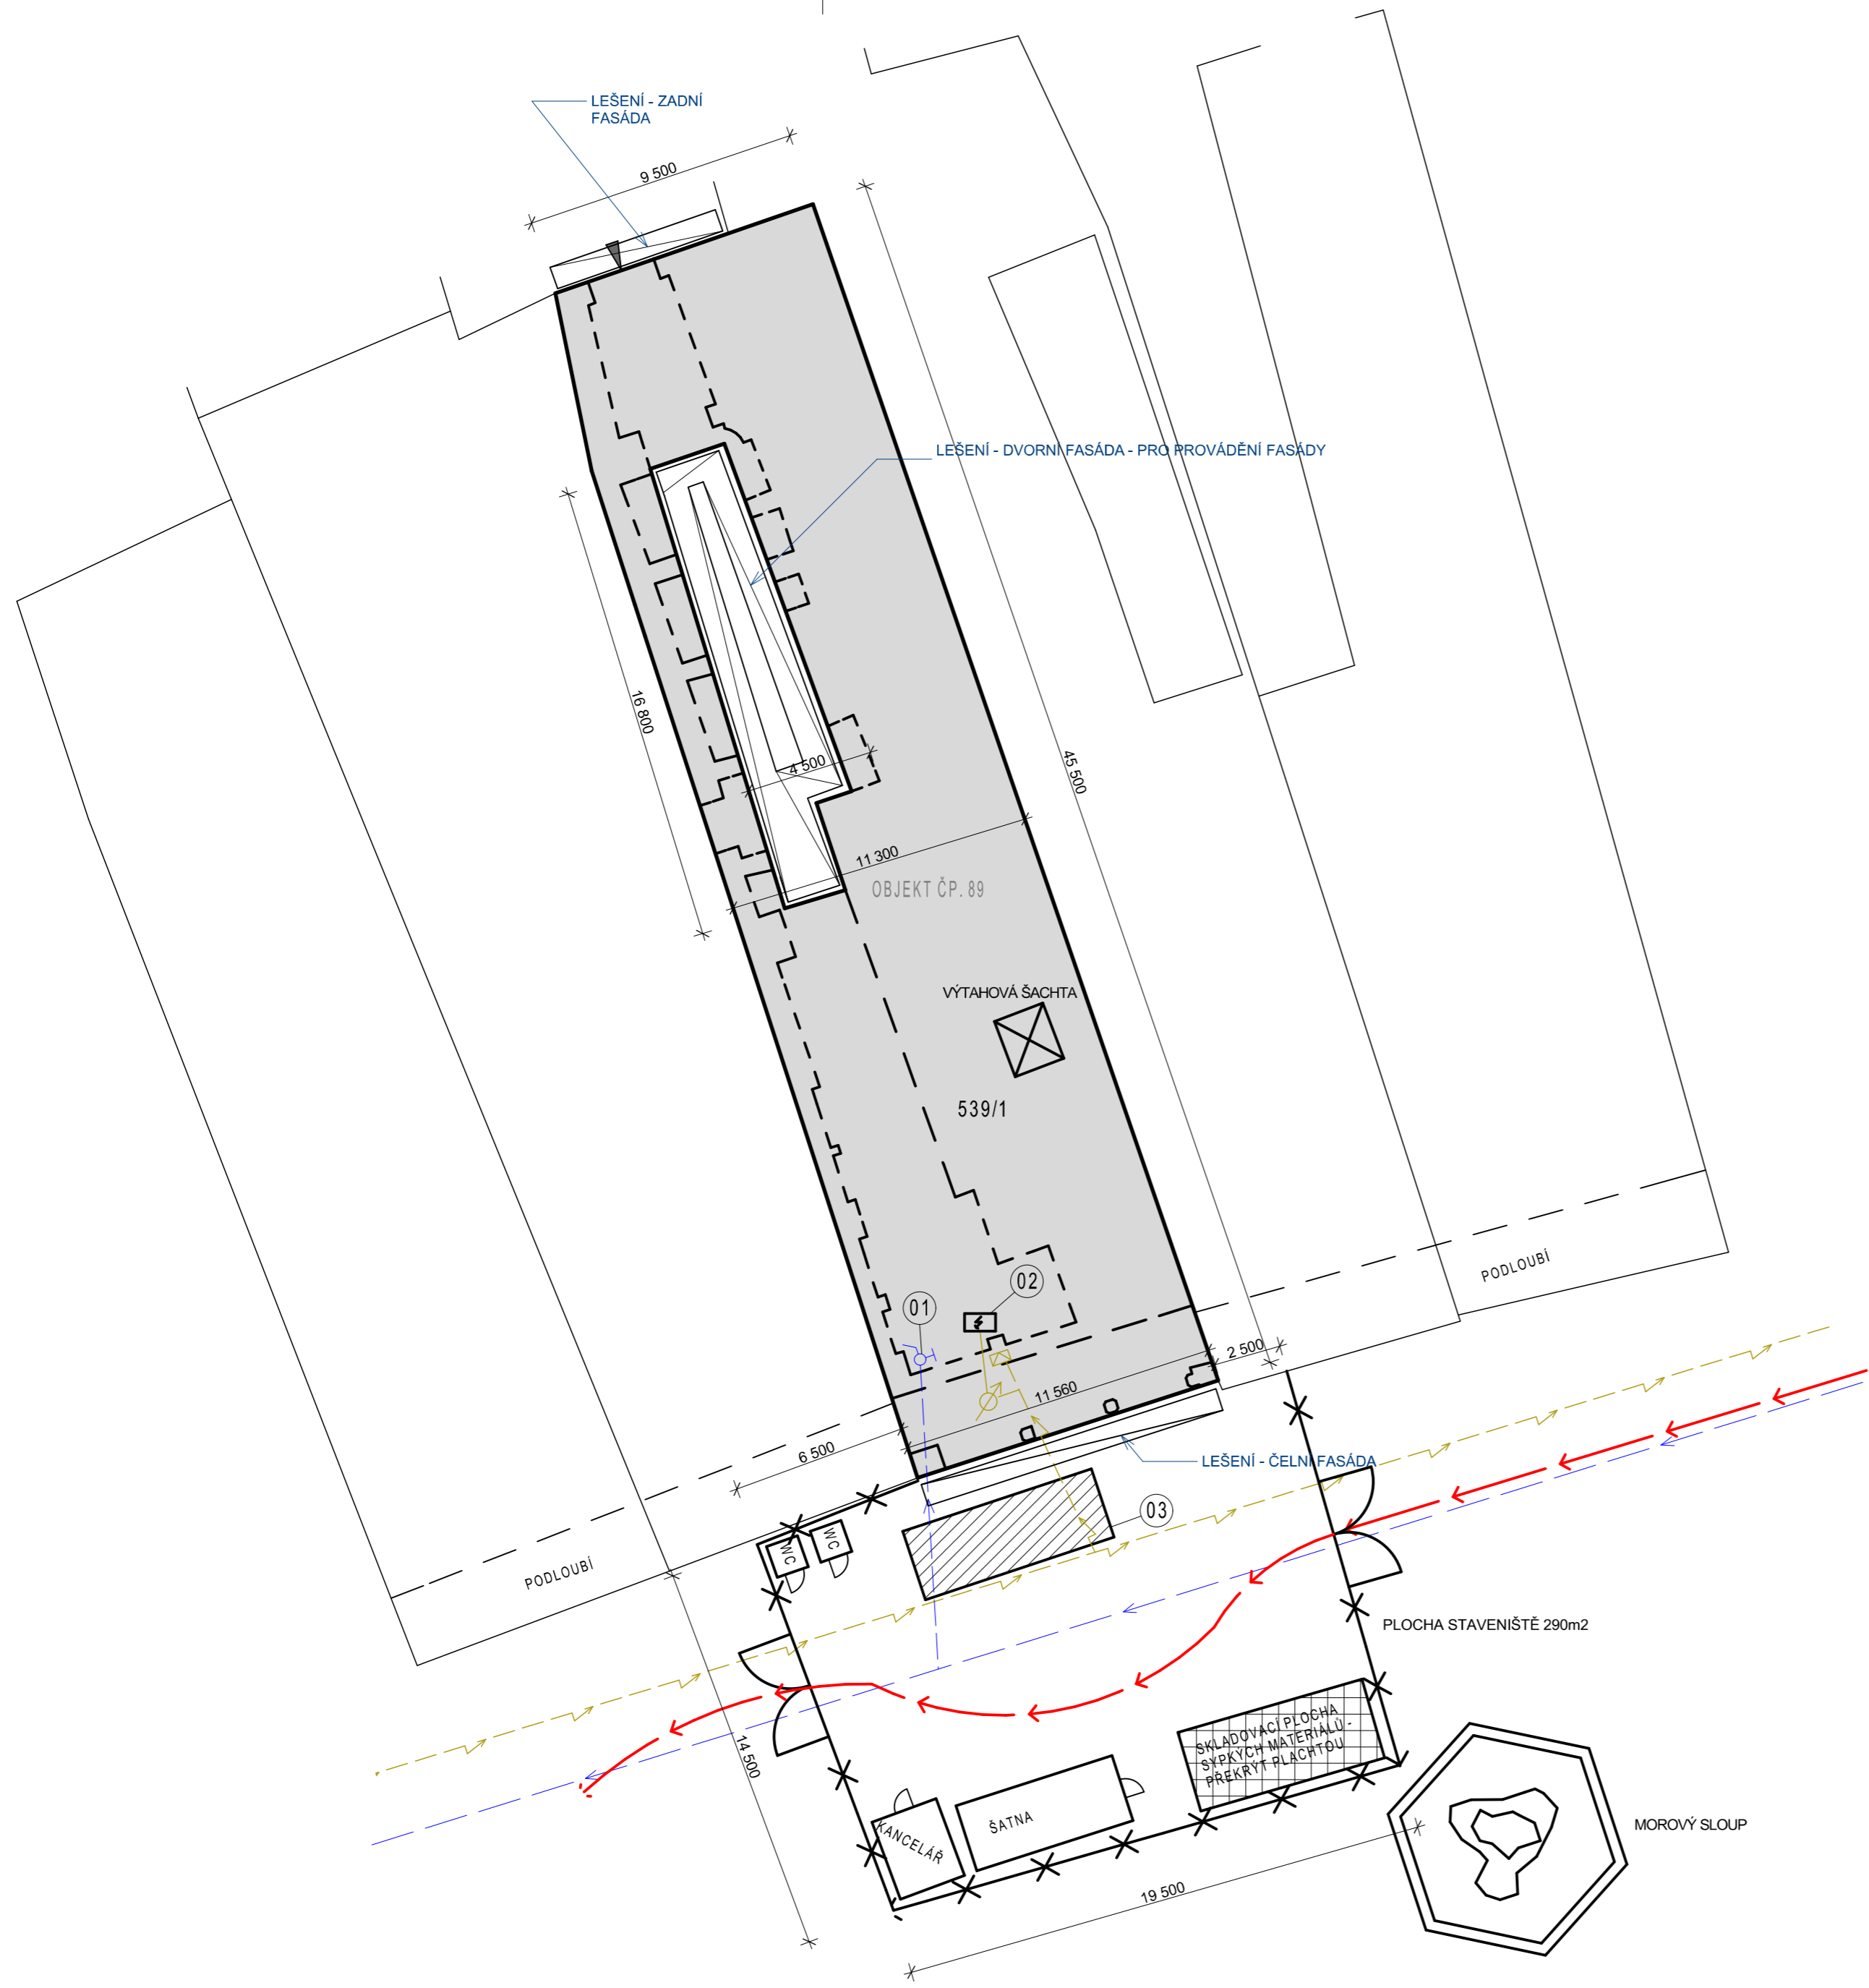 LEŠENÍ - ZADNÍ
FASÁDA
9 500
LEŠENÍ - DVORNÍ FASÁDA - PRO PROVÁDĚNÍ FASÁDY
16 800
45 500
4 500
11 300
OBJEKT ČP. 89
VÝTAHOVÁ ŠACHTA
539/1
PODLOUBÍ
02
01
2 500
11 560
6 500
LEŠENÍ - ČELNÍ FASÁDA
03
WC
WC
PODLOUBÍ
PLOCHA STAVENIŠTĚ 290m2
SKLADOVACÍ PLOCHA
SYPKÝCH MATERIÁLŮ -
PŘEKRÝT PLACHTOU
14 500
ŠATNA
KANCELÁŘ
MOROVÝ SLOUP
19 500